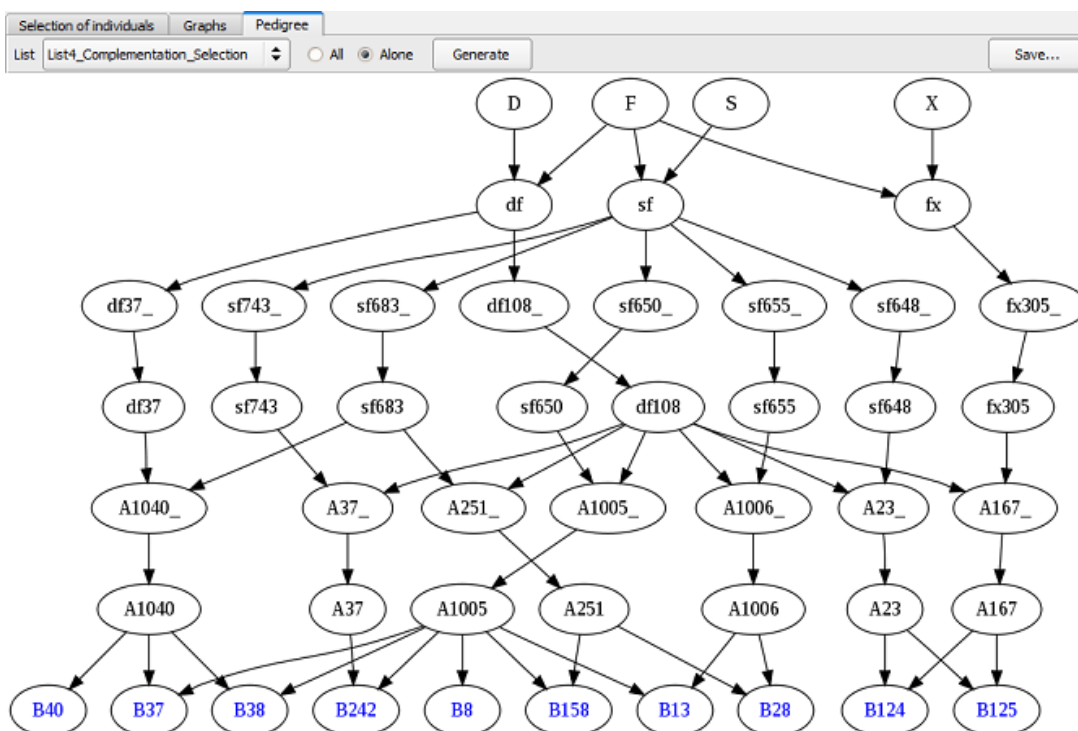 Selection of individuals Graphs Pedigree
List List4_Complementation_Selection All Alone Generate Save...
D F S X
df sf fx
df37_ sf743_ sf683_ df108_ sf650_ sf655_ sf648_ fx305_
df37 sf743 sf683 sf650 df108 sf655 sf648 fx305
A1040_ A37_ A251_ A1005_ A1006_ A23_ A167_
A1040 A37 A1005 A251 A1006 A23 A167
B40 B37 B38 B242 B8 B158 B13 B28 B124 B125